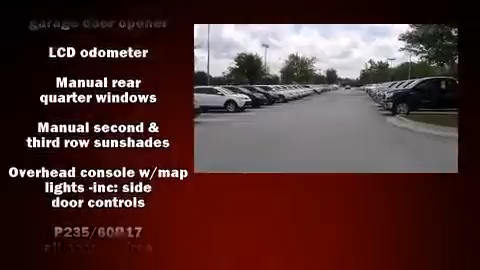 garage door opener
LCD odometer
Manual rear
quarter windows
Manual second &
third row sunshades
Overhead console w/map
lights -inc: side
door controls
P235/60R17